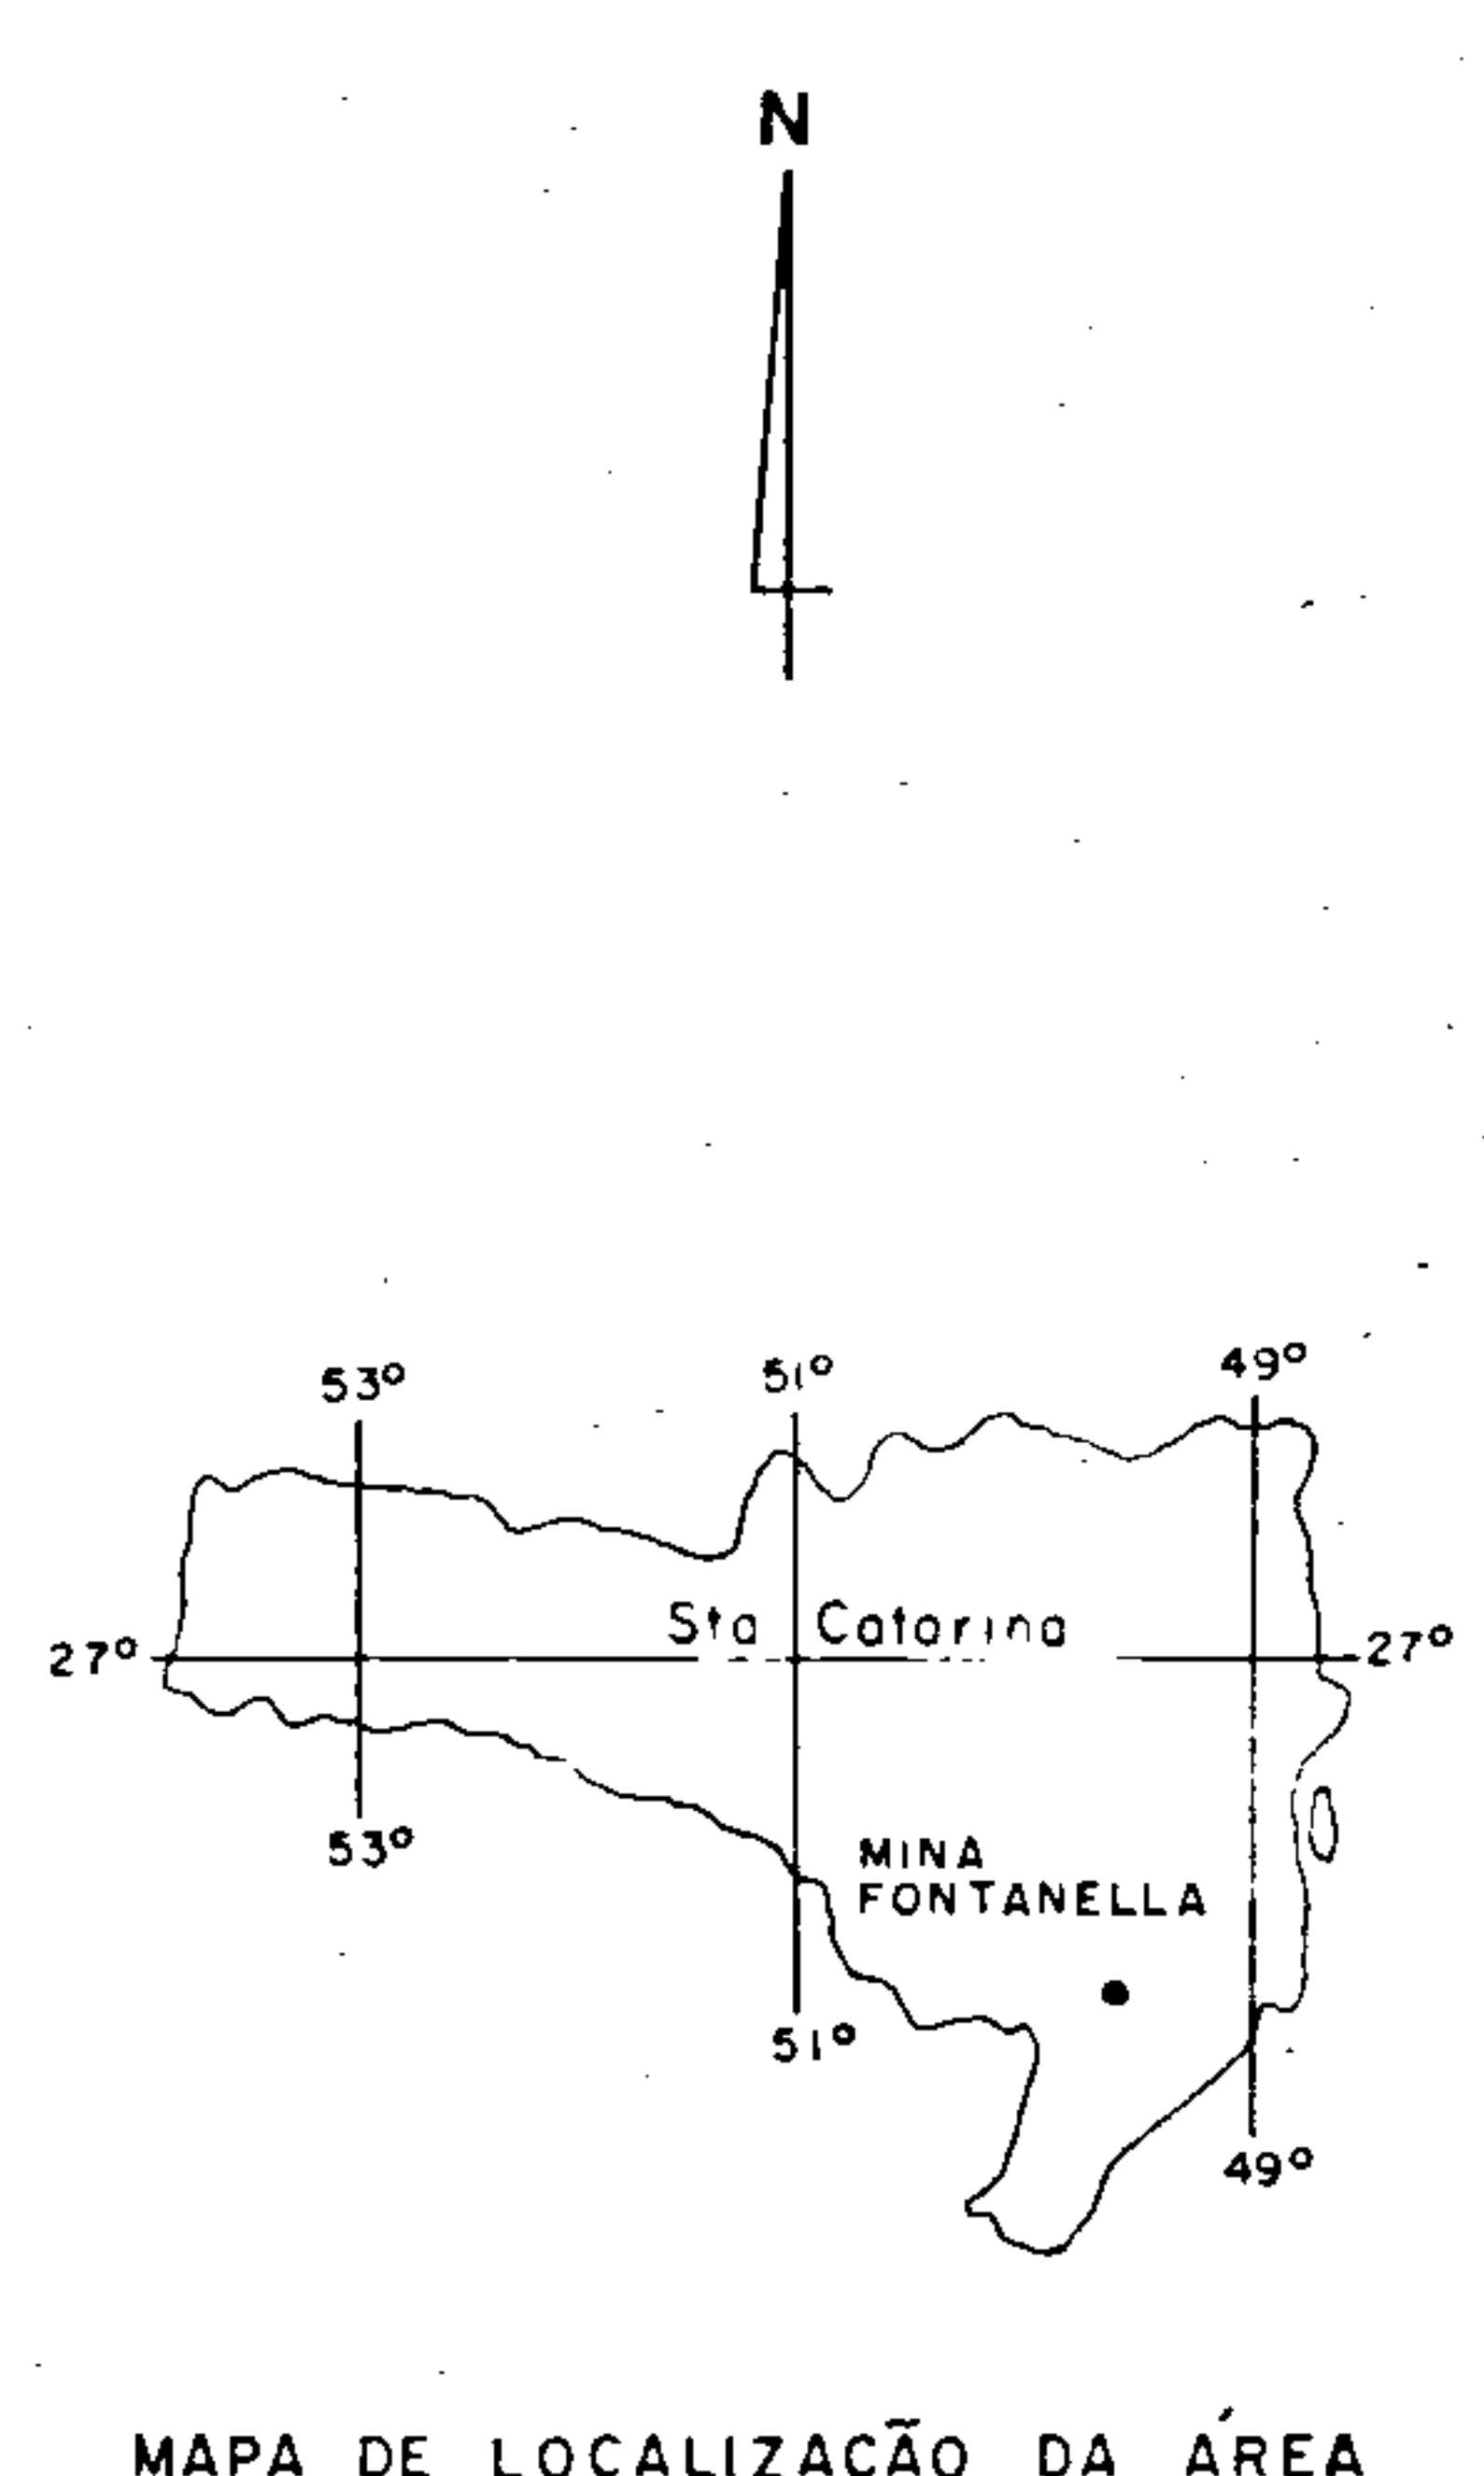 N
53º 51º 49º
Sta Catarina
27º 27º
53º
MINA
FONTANELLA
51º
49º
MAPA DE LOCALIZAÇÃO DA ÁREA